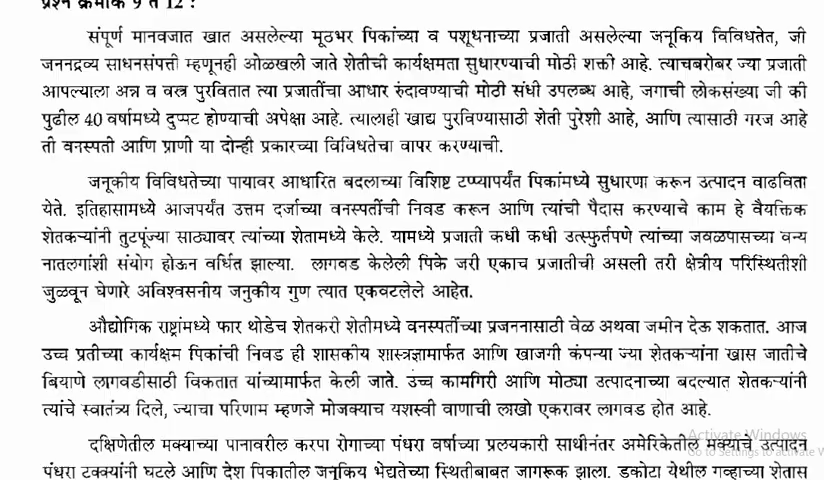 प्रश्न क्रमांक 9 ते 12 :
संपूर्ण मानवजात खात असलेल्या मूठभर पिकांच्या व पशूधनाच्या प्रजाती असलेल्या जनूकिय विविधतेत, जी
जननद्रव्य साधनसंपत्ती म्हणूनही ओळखली जाते शेतीची कार्यक्षमता सुधारण्याची मोठी शक्ती आहे. त्याचबरोबर ज्या प्रजाती
आपल्याला अन्न व वस्त्र पुरवितात त्या प्रजातींचा आधार रुंदावण्याची मोठी संधी उपलब्ध आहे, जगाची लोकसंख्या जी की
पुढील 40 वर्षामध्ये दुप्पट होण्याची अपेक्षा आहे. त्यालाही खाद्य पुरविण्यासाठी शेती पुरेशी आहे, आणि त्यासाठी गरज आहे
ती वनस्पती आणि प्राणी या दोन्ही प्रकारच्या विविधतेचा वापर करण्याची.
जनूकीय विविधतेच्या पायावर आधारित बदलाच्या विशिष्ट टप्प्यापर्यंत पिकांमध्ये सुधारणा करून उत्पादन वाढविता
येते. इतिहासामध्ये आजपर्यंत उत्तम दर्जाच्या वनस्पतींची निवड करून आणि त्यांची पैदास करण्याचे काम हे वैयक्तिक
शेतकऱ्यांनी तुटपूंज्या साठ्यावर त्यांच्या शेतामध्ये केले. यामध्ये प्रजाती कधी कधी उत्स्फुर्तपणे त्यांच्या जवळपासच्या वन्य
नातलगांशी संयोग होऊन वर्धित झाल्या. लागवड केलेली पिके जरी एकाच प्रजातीची असली तरी क्षेत्रीय परिस्थितीशी
जुळवून घेणारे अविश्वसनीय जनुकीय गुण त्यात एकवटलेले आहेत.
औद्योगिक राष्ट्रांमध्ये फार थोडेच शेतकरी शेतीमध्ये वनस्पतींच्या प्रजननासाठी वेळ अथवा जमीन देऊ शकतात. आज
उच्च प्रतीच्या कार्यक्षम पिकांची निवड ही शासकीय शास्त्रज्ञामार्फत आणि खाजगी कंपन्या ज्या शेतकऱ्यांना खास जातीचे
बियाणे लागवडीसाठी विकतात यांच्यामार्फत केली जाते. उच्च कामगिरी आणि मोठ्या उत्पादनाच्या बदल्यात शेतकऱ्यांनी
त्यांचे स्वातंत्र्य दिले, ज्याचा परिणाम म्हणजे मोजक्याच यशस्वी वाणाची लाखो एकरावर लागवड होत आहे.
दक्षिणेतील मक्याच्या पानावरील करपा रोगाच्या पंधरा वर्षाच्या प्रलयकारी साथीनंतर अमेरिकेतील मक्याचे उत्पादन
पंधरा टक्क्यांनी घटले आणि देश पिकातील जनूकिय भेद्यतेच्या स्थितीबाबत जागरूक झाला. डकोटा येथील गव्हाच्या शेतास
Activate Windows
Go to Settings to activate W